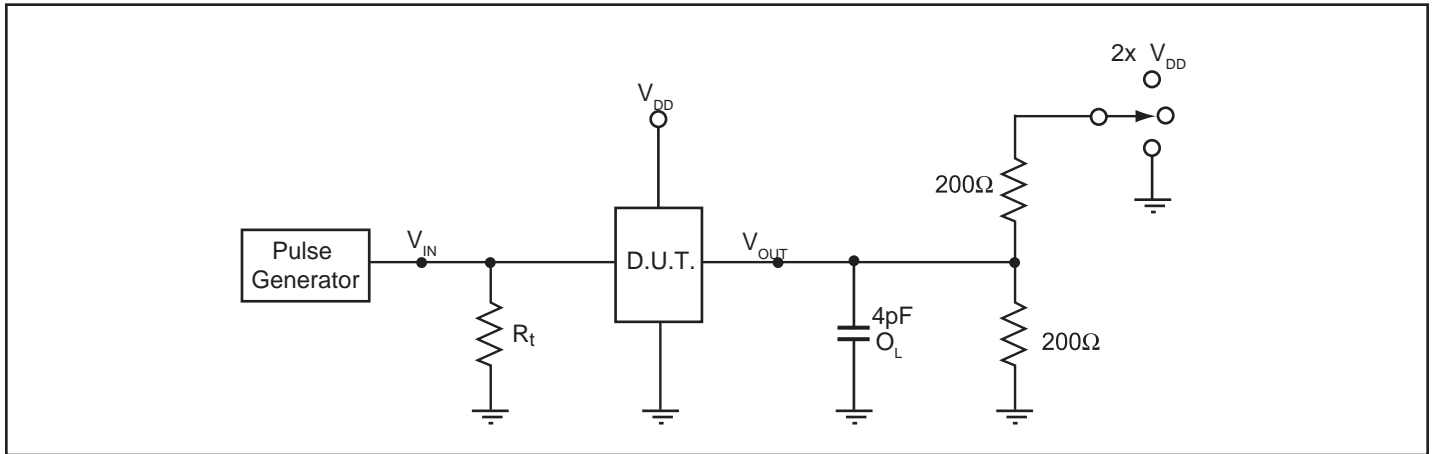 2x V_DD
V_DD
200Ω
Pulse
Generator
V_IN
D.U.T.
V_OUT
R_t
4pF
O_L
200Ω